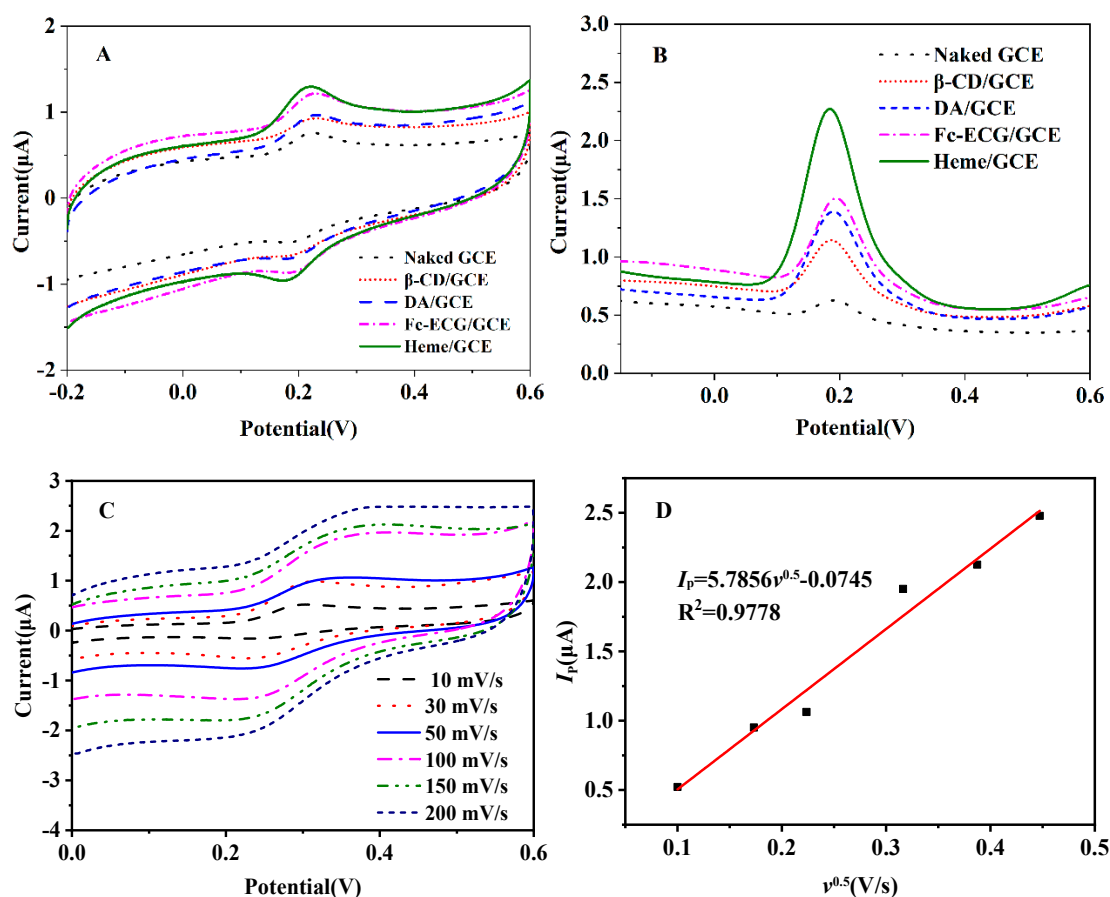 A
Current(μA)
2
1
0
-1
-2
-0.2
0.0
0.2
0.4
0.6
Potential(V)
Naked GCE
β-CD/GCE
DA/GCE
Fc-ECG/GCE
Heme/GCE
B
Current(μA)
3.0
2.5
2.0
1.5
1.0
0.5
0.0
0.0
0.2
0.4
0.6
Potential(V)
Naked GCE
β-CD/GCE
DA/GCE
Fc-ECG/GCE
Heme/GCE
C
Current(μA)
3
2
1
0
-1
-2
-3
-4
0.0
0.2
0.4
0.6
Potential(V)
10 mV/s
30 mV/s
50 mV/s
100 mV/s
150 mV/s
200 mV/s
D
Ip(μA)
2.5
2.0
1.5
1.0
0.5
0.1
0.2
0.3
0.4
0.5
v^0.5(V/s)
Ip=5.7856v^0.5-0.0745
R²=0.9778